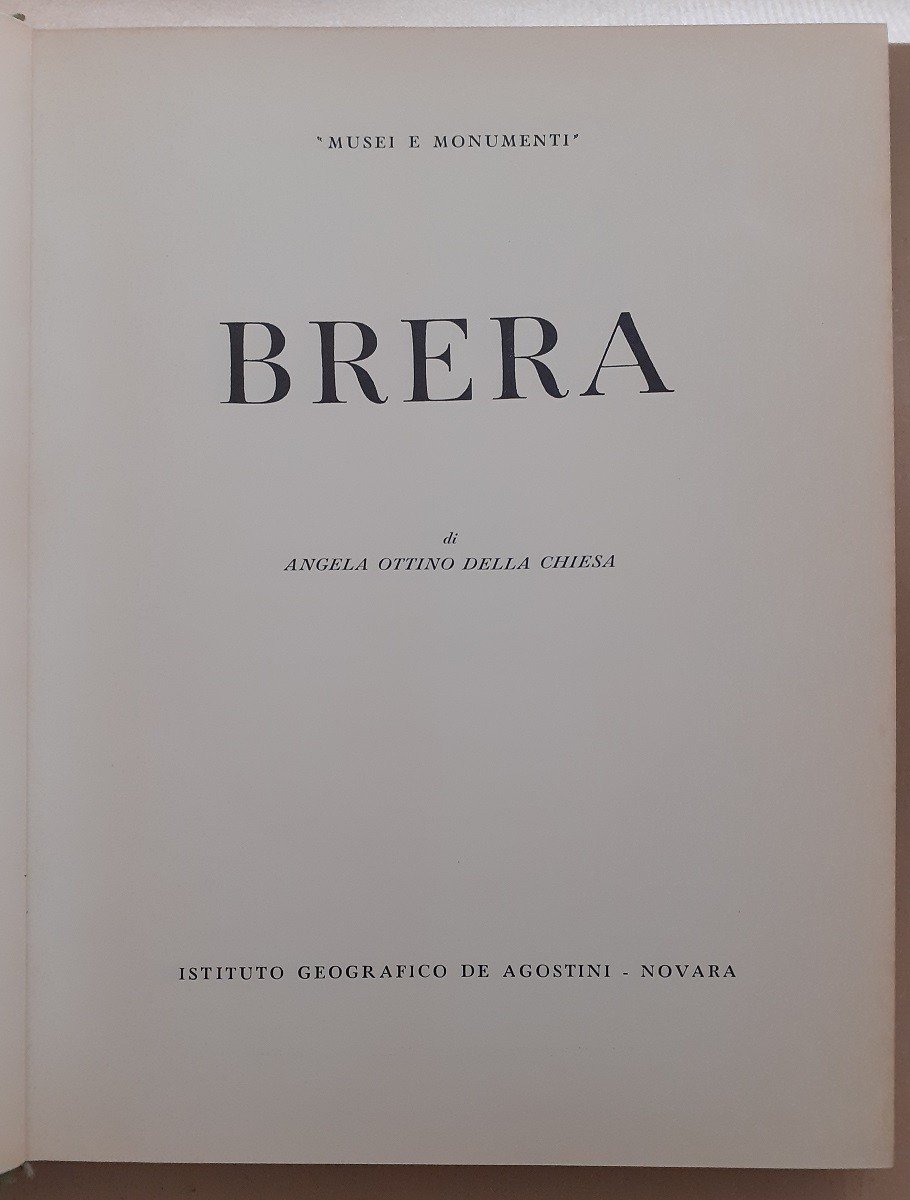 "MUSEI E MONUMENTI"
BRERA
di
ANGELA OTTINO DELLA CHIESA
ISTITUTO GEOGRAFICO DE AGOSTINI - NOVARA